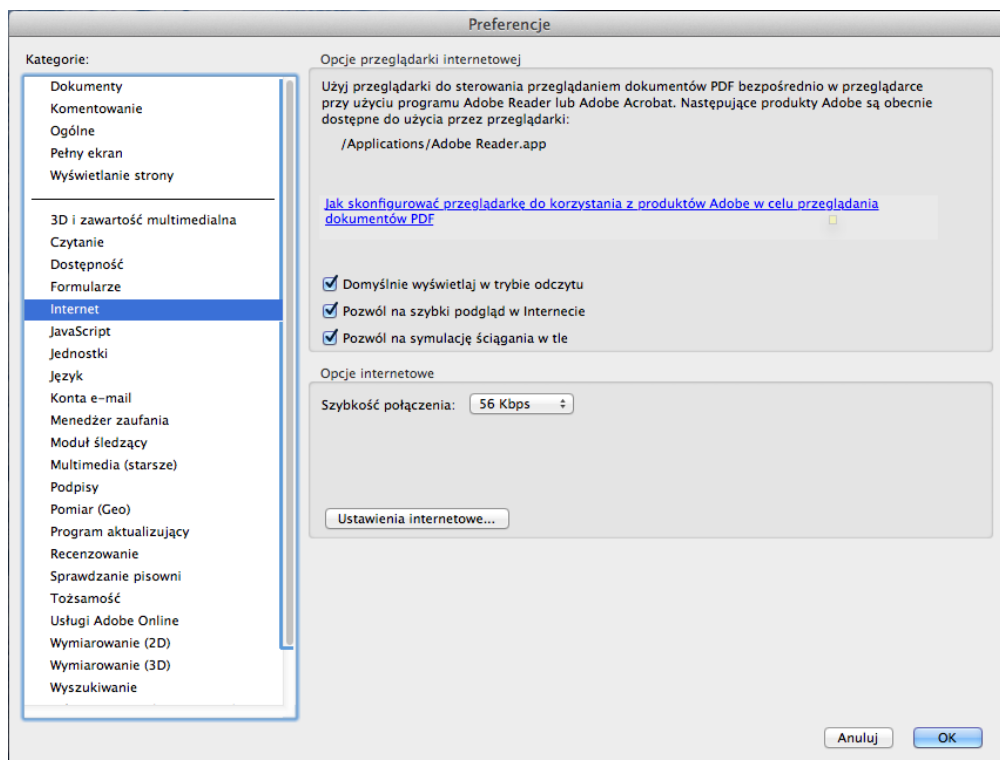 Preferencje
Kategorie:
Dokumenty
Komentowanie
Ogólne
Pełny ekran
Wyświetlanie strony
3D i zawartość multimedialna
Czytanie
Dostępność
Formularze
Internet
JavaScript
Jednostki
Język
Konta e-mail
Menedżer zaufania
Moduł śledzący
Multimedia (starsze)
Podpisy
Pomiar (Geo)
Program aktualizujący
Recenzowanie
Sprawdzanie pisowni
Tożsamość
Usługi Adobe Online
Wymiarowanie (2D)
Wymiarowanie (3D)
Wyszukiwanie
Opcje przeglądarki internetowej
Użyj przeglądarki do sterowania przeglądaniem dokumentów PDF bezpośrednio w przeglądarce
przy użyciu programu Adobe Reader lub Adobe Acrobat. Następujące produkty Adobe są obecnie
dostępne do użycia przez przeglądarki:
/Applications/Adobe Reader.app
Jak skonfigurować przeglądarkę do korzystania z produktów Adobe w celu przeglądania
dokumentów PDF
Domyślnie wyświetlaj w trybie odczytu
Pozwól na szybki podgląd w Internecie
Pozwól na symulację ściągania w tle
Opcje internetowe
Szybkość połączenia: 56 Kbps
Ustawienia internetowe...
Anuluj OK